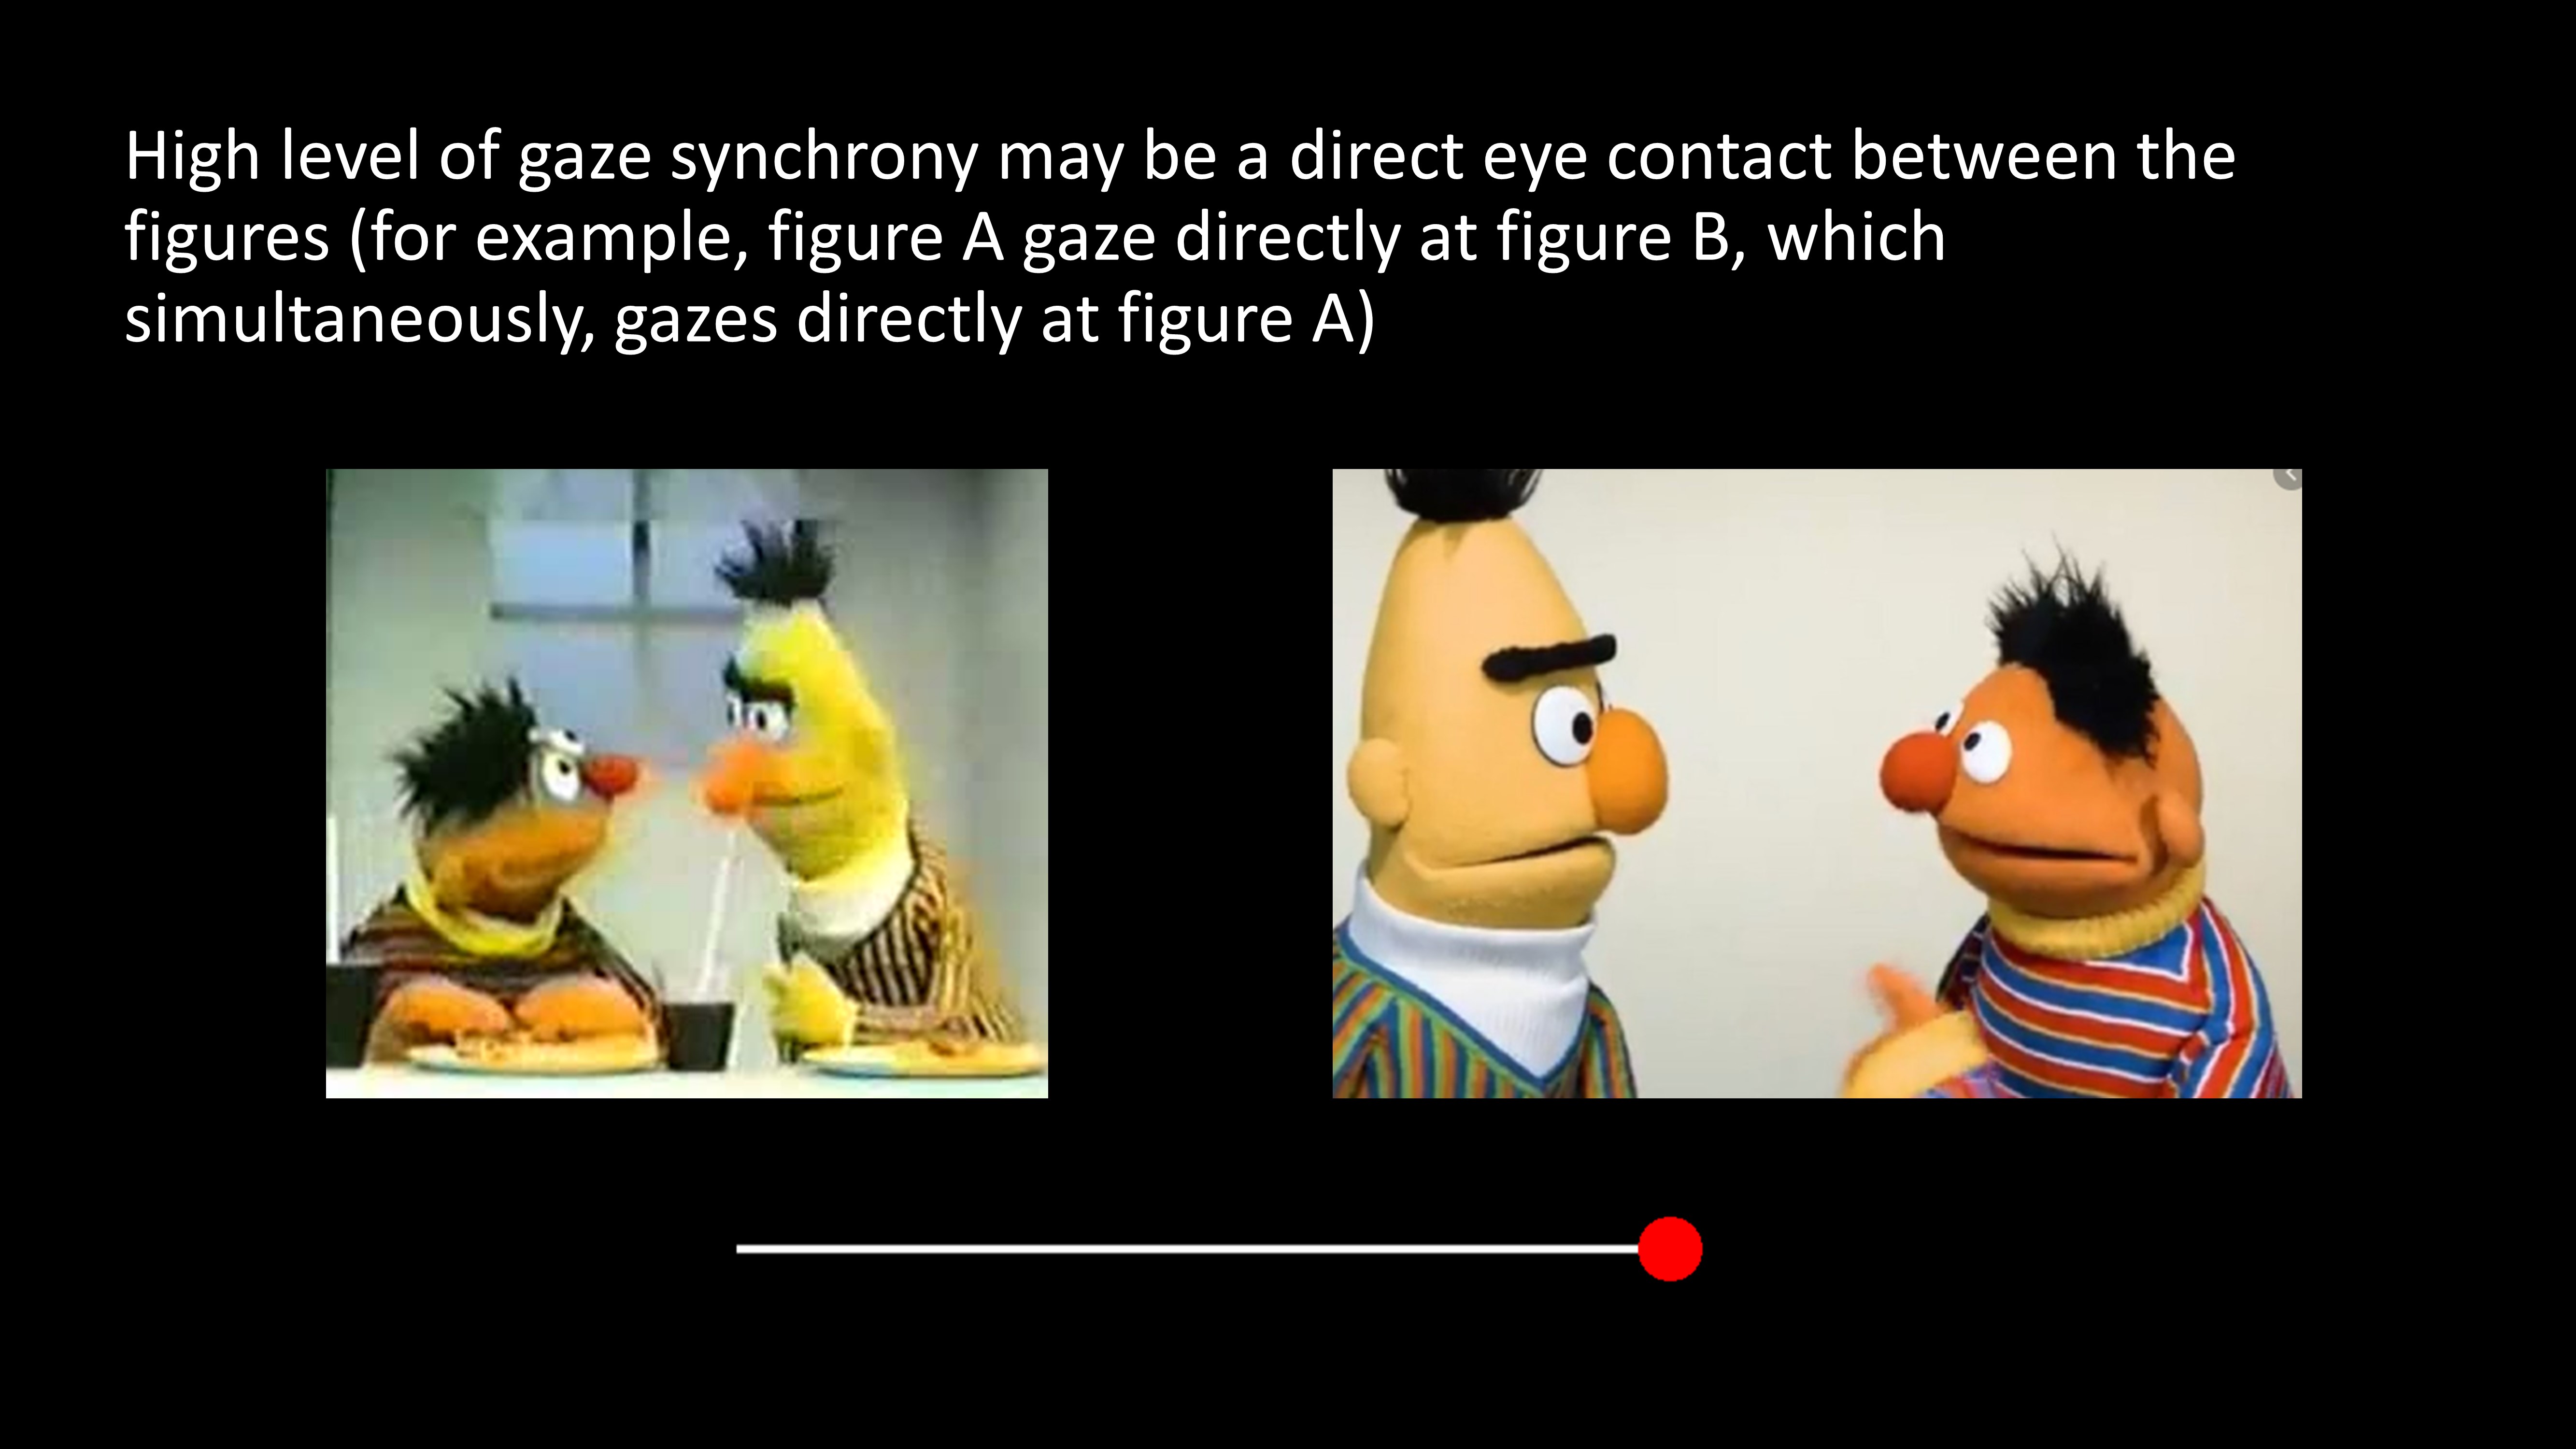 High level of gaze synchrony may be a direct eye contact between the
figures (for example, figure A gaze directly at figure B, which
simultaneously, gazes directly at figure A)